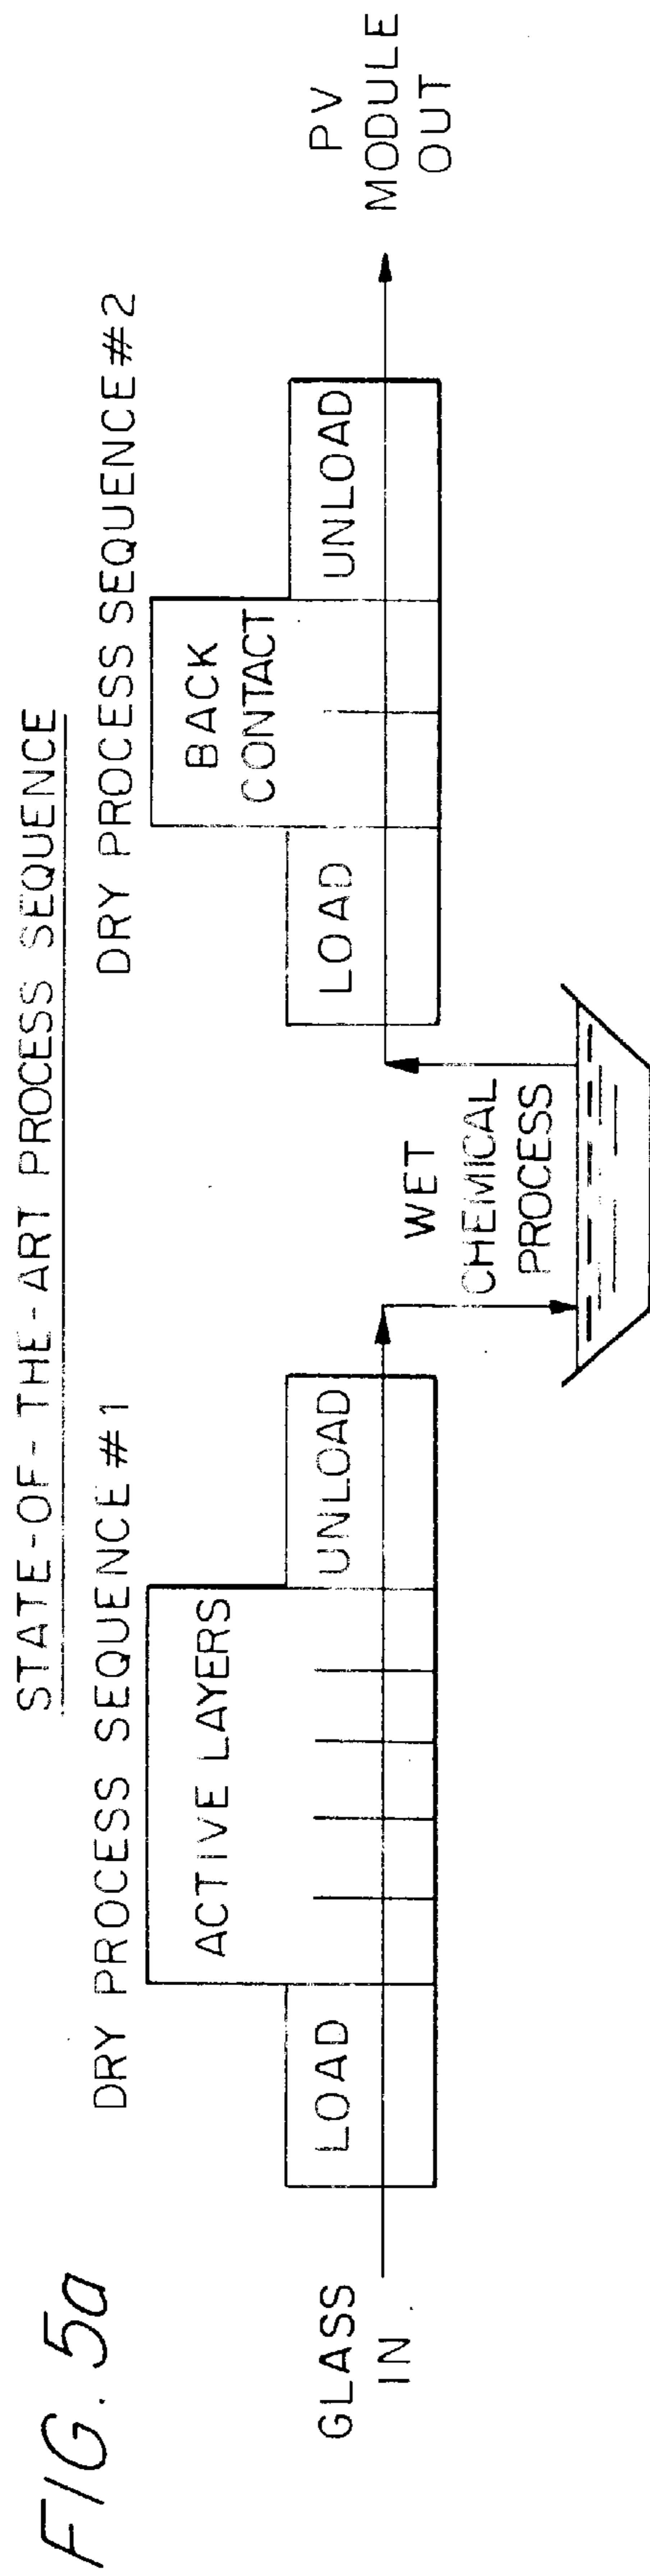 FIG. 5a
STATE-OF-THE-ART PROCESS SEQUENCE
DRY PROCESS SEQUENCE #1
DRY PROCESS SEQUENCE #2
GLASS
IN
LOAD
ACTIVE LAYERS
UNLOAD
WET
CHEMICAL
PROCESS
LOAD
BACK
CONTACT
UNLOAD
PV
MODULE
OUT